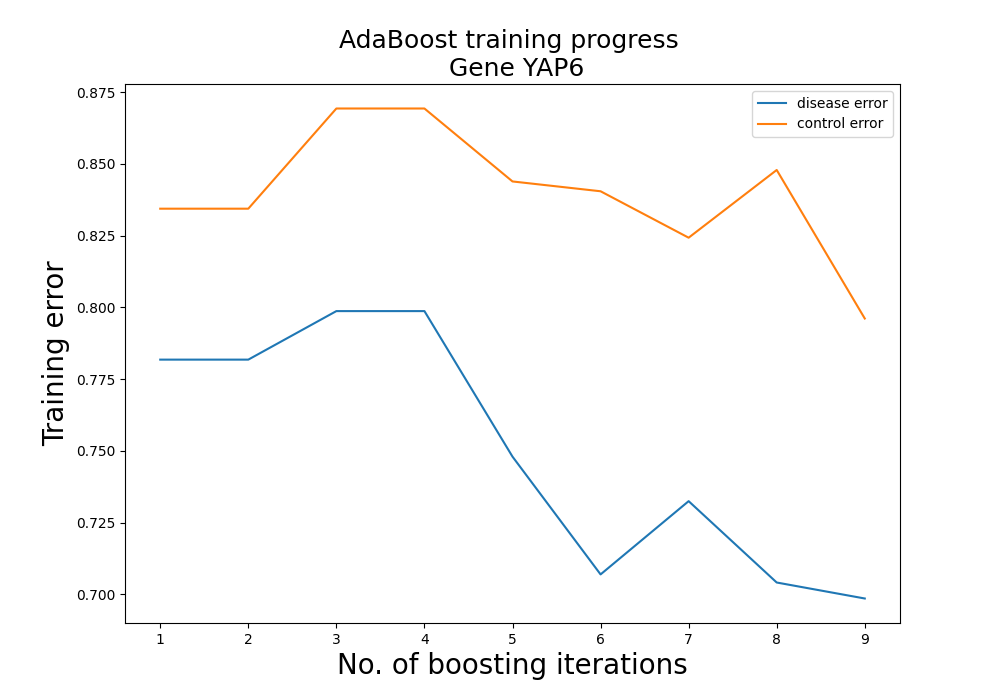 AdaBoost training progress
Gene YAP6
disease error
control error
0.875
0.850
0.825
0.800
0.775
0.750
0.725
0.700
Training error
1 2 3 4 5 6 7 8 9
No. of boosting iterations